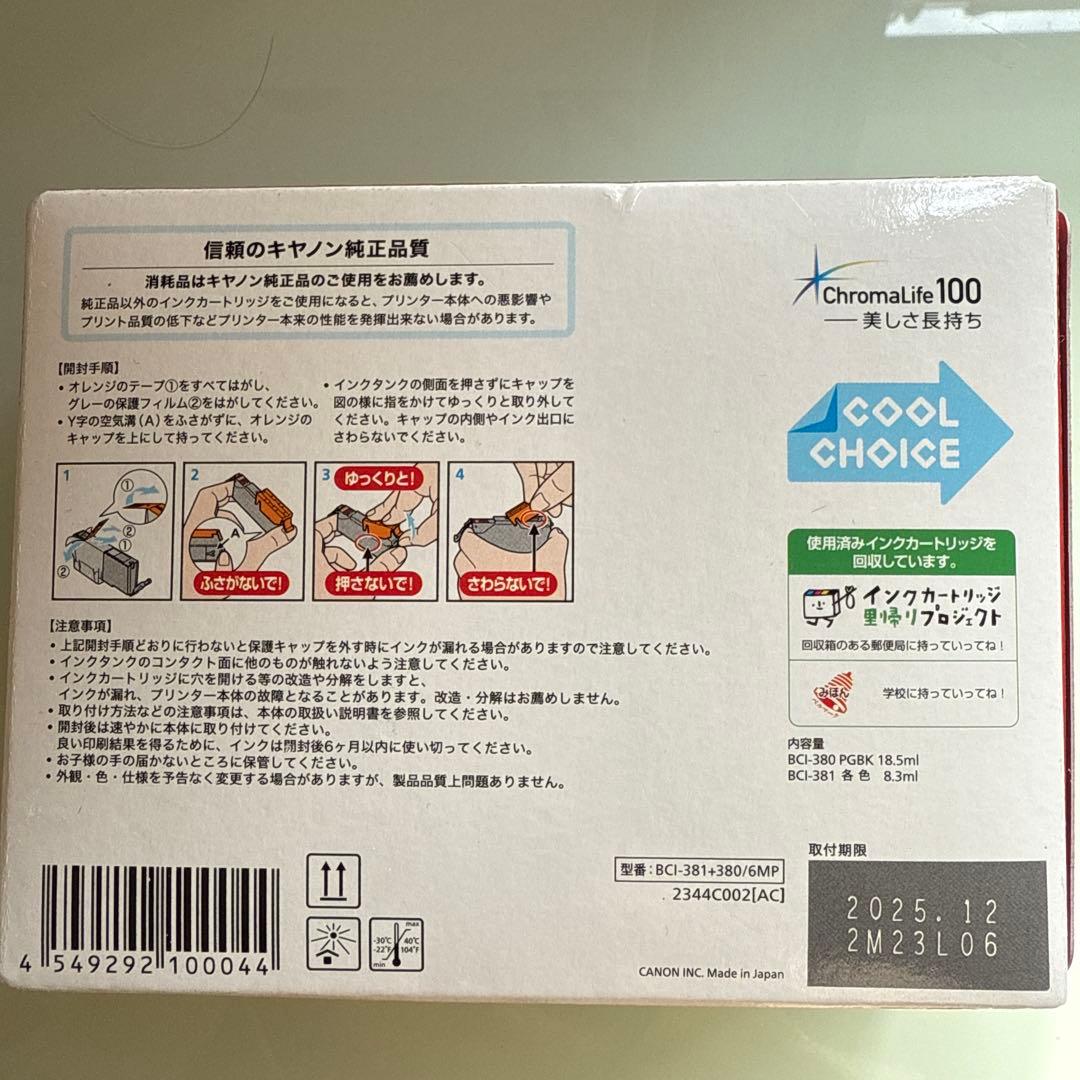 信頼のキヤノン純正品質
消耗品はキヤノン純正品のご使用をお薦めします。
純正品以外のインクカートリッジをご使用になると、プリンター本体への悪影響や
プリント品質の低下などプリンター本来の性能を発揮出来ない場合があります。
ChromaLife100
美しさ長持ち
COOL
CHOICE
【開封手順】
・オレンジのテープ①をすべてはがし、
グレーの保護フィルム②をはがしてください。
・Y字の空気溝(A)をふさがずに、オレンジの
キャップを上にして持ってください。
・インクタンクの側面を押さずにキャップを
図の様に指をかけてゆっくりと取り外して
ください。キャップの内側やインク出口に
さわらないでください。
1
①
②
①
②
2
A
ふさがないで!
3
ゆっくりと!
押さないで!
4
さわらないで!
使用済みインクカートリッジを
回収しています。
インクカートリッジ
里帰りプロジェクト
回収箱のある郵便局に持っていってね!
みほん
ベルマーク
学校に持っていってね!
【注意事項】
・上記開封手順どおりに行わないと保護キャップを外す時にインクが漏れる場合がありますので注意してください。
・インクタンクのコンタクト面に他のものが触れないよう注意してください。
・インクカートリッジに穴を開ける等の改造や分解をしますと、
インクが漏れ、プリンター本体の故障となることがあります。改造・分解はお薦めしません。
・取り付け方法などの注意事項は、本体の取扱い説明書を参照してください。
・開封後は速やかに本体に取り付けてください。
良い印刷結果を得るために、インクは開封後6ヶ月以内に使い切ってください。
・お子様の手の届かないところに保管してください。
・外観・色・仕様を予告なく変更する場合がありますが、製品品質上問題ありません。
内容量
BCI-380 PGBK 18.5ml
BCI-381 各色 8.3ml
取付期限
2025.12
2M23L06
型番:BCI-381+380/6MP
2344C002[AC]
CANON INC. Made in Japan
max
-30℃
-22°F
40℃
104°F
min
4 549292 100044